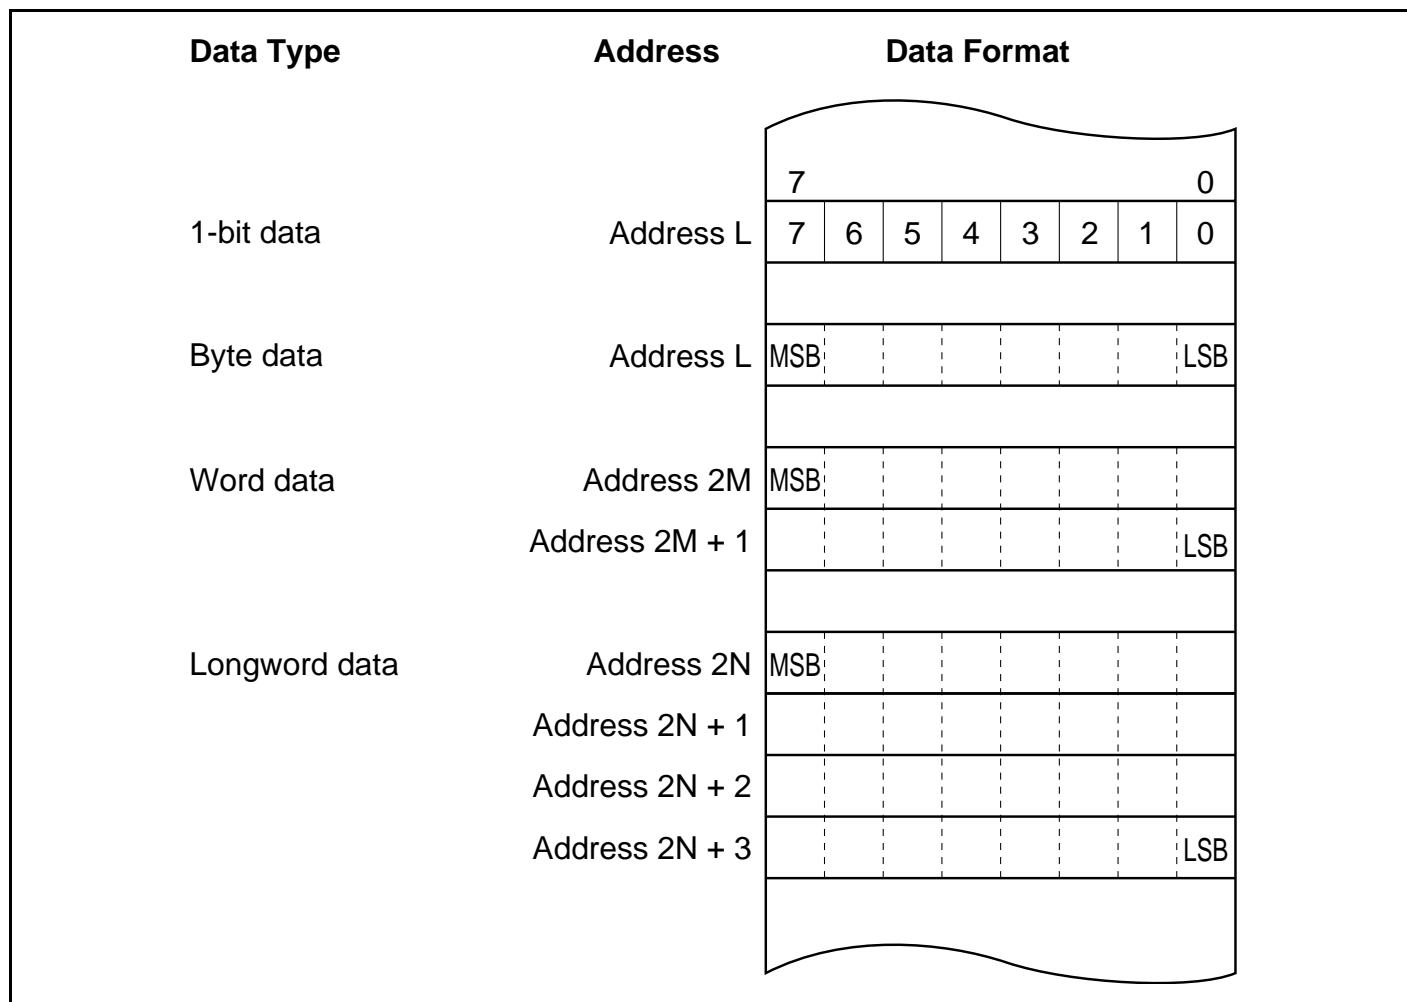 Data Type Address Data Format
7 0
1-bit data Address L 7 6 5 4 3 2 1 0
Byte data Address L MSB LSB
Word data Address 2M MSB
Address 2M + 1 LSB
Longword data Address 2N MSB
Address 2N + 1
Address 2N + 2
Address 2N + 3 LSB